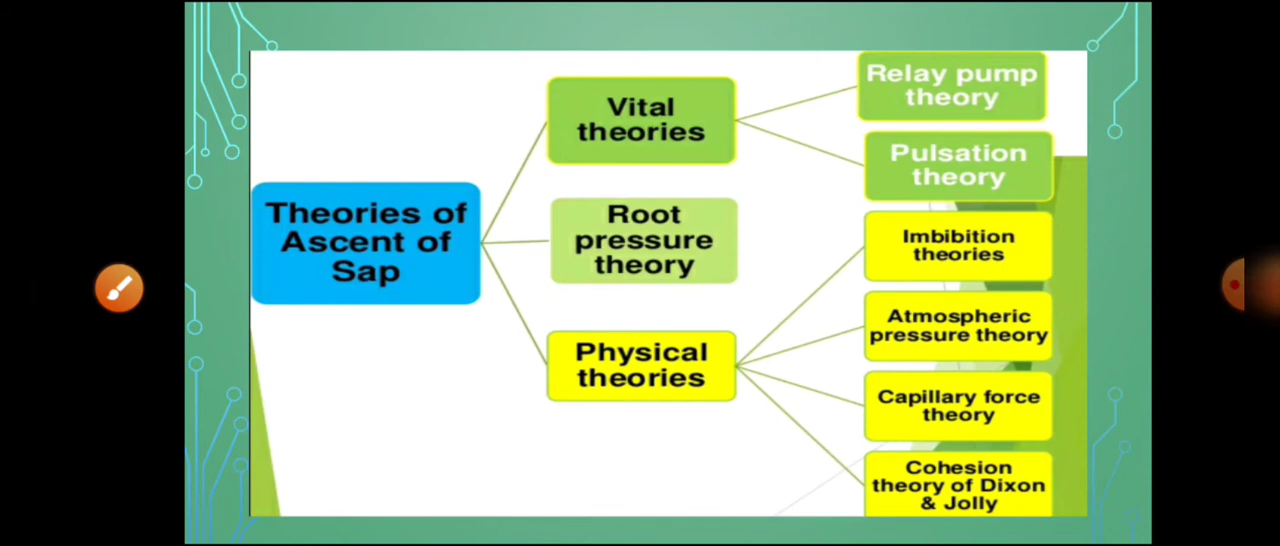 Theories of
Ascent of
Sap
Vital
theories
Root
pressure
theory
Physical
theories
Relay pump
theory
Pulsation
theory
Imbibition
theories
Atmospheric
pressure theory
Capillary force
theory
Cohesion
theory of Dixon
& Jolly